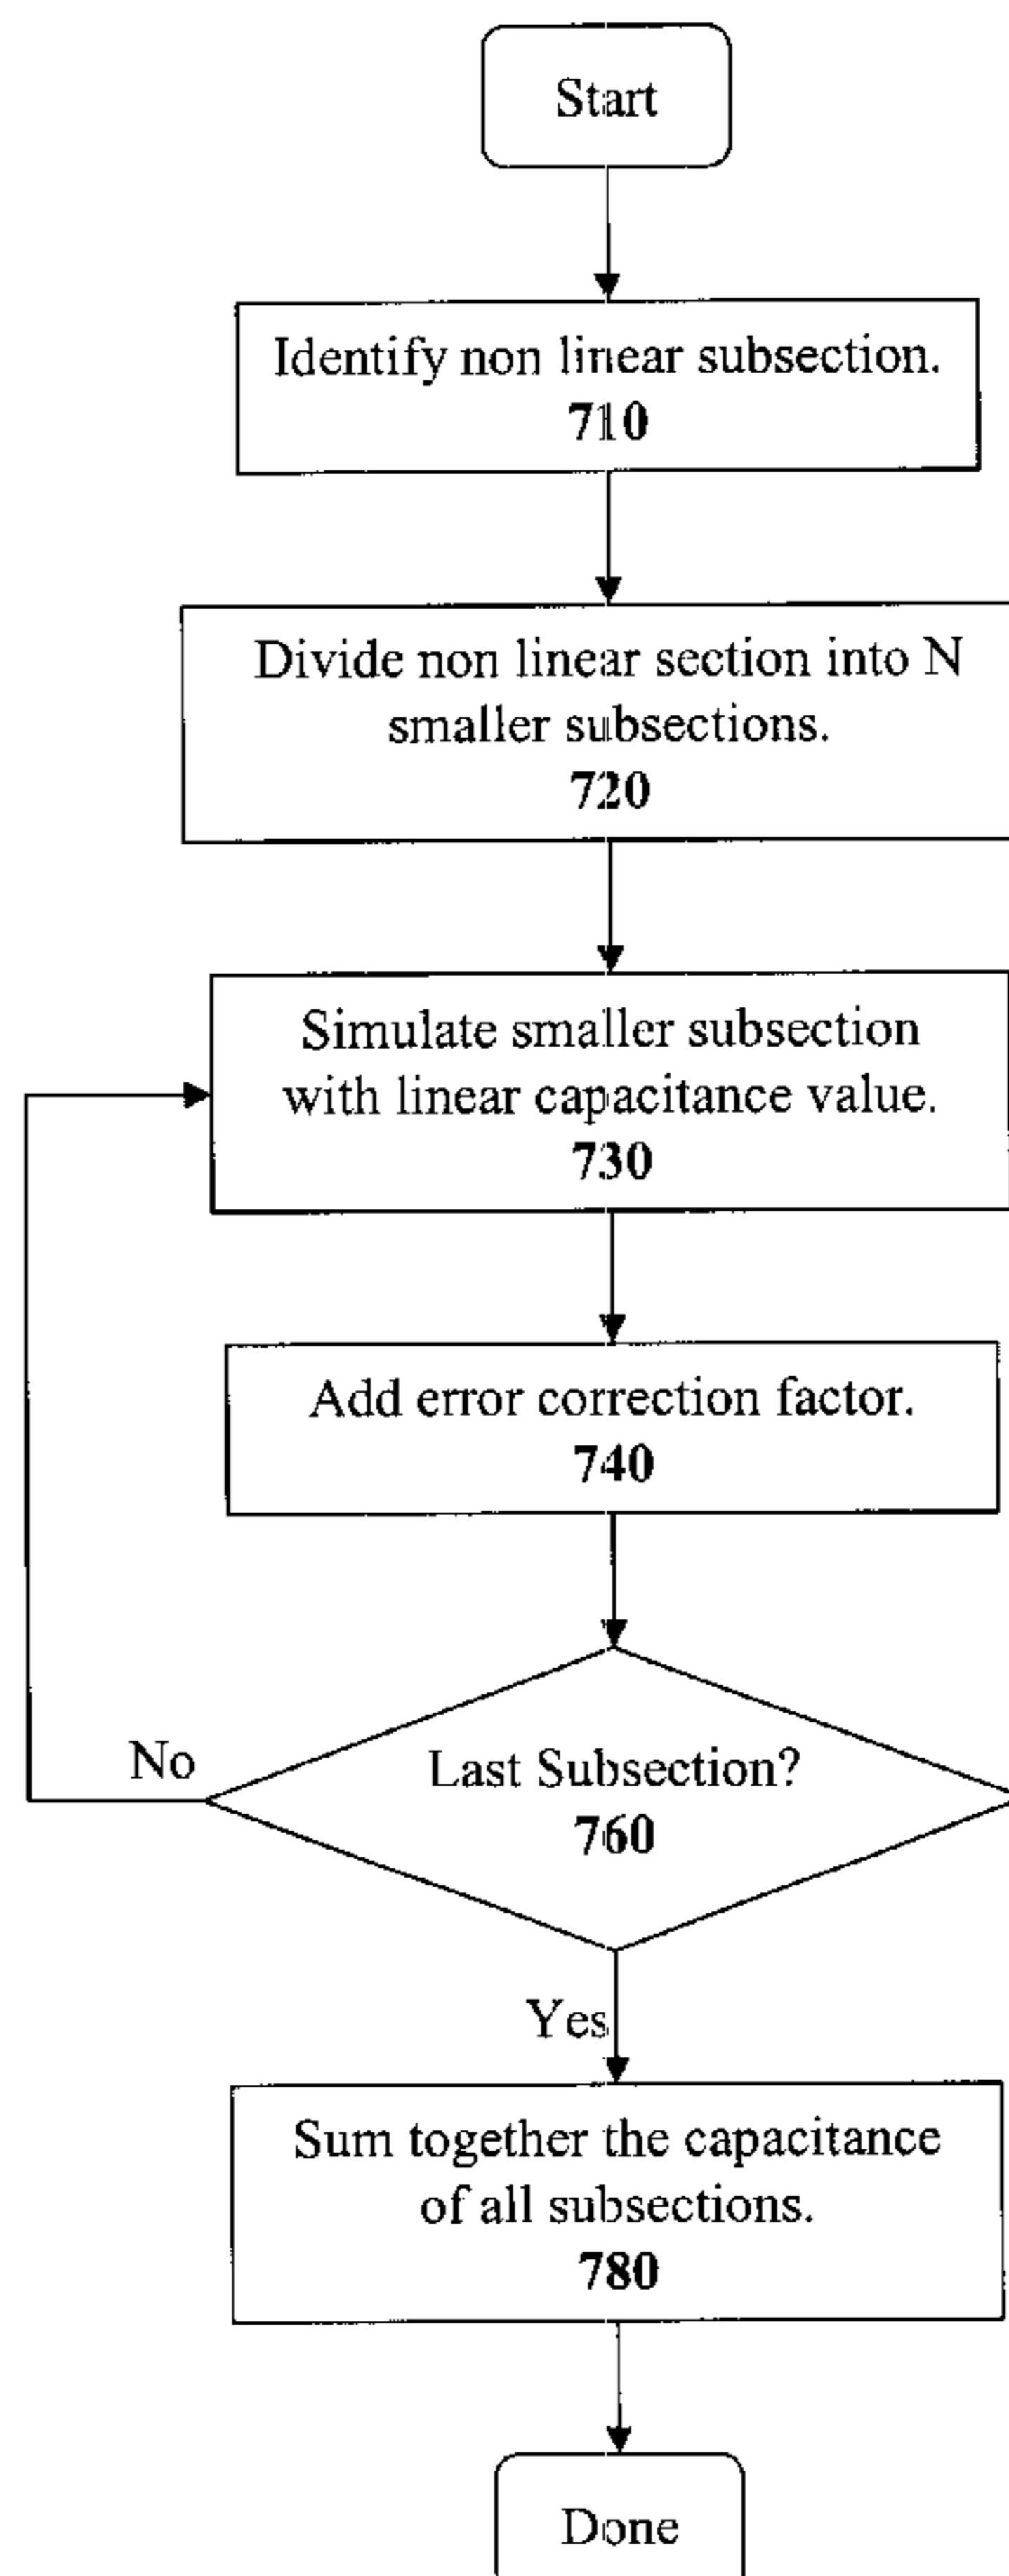 Start
Identify non linear subsection.
710
Divide non linear section into N
smaller subsections.
720
Simulate smaller subsection
with linear capacitance value.
730
Add error correction factor.
740
No
Last Subsection?
760
Yes
Sum together the capacitance
of all subsections.
780
Done